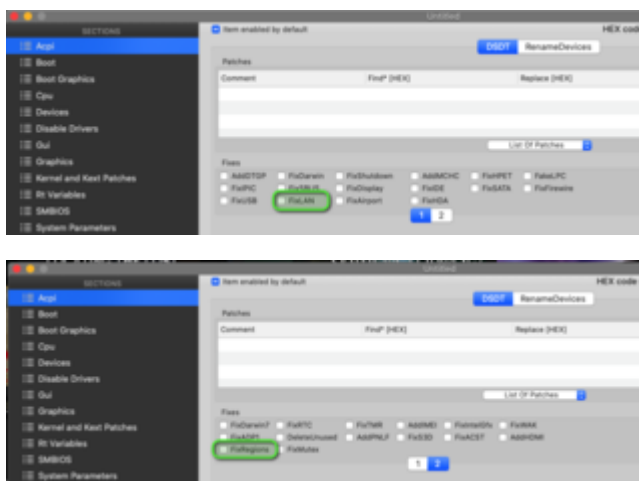 Untitled
SECTIONS
Item enabled by default
HEX code
Acpi
DSDT RenameDevices
Boot
Patches
Boot Graphics
Comment Find* [HEX] Replace [HEX]
Cpu
Devices
Disable Drivers
Gui
List Of Patches
Graphics
Fixes
Kernel and Kext Patches
AddDTGP FixDarwin FixShutdown AddMCHC FixHPET FakeLPC
Rt Variables
FixIPIC FixSBUS FixDisplay FixIDE FixSATA FixFirewire
SMBIOS
FixUSB FixLAN FixAirport FixHDA
System Parameters
1 2
Untitled
SECTIONS
Item enabled by default
HEX code
Acpi
DSDT RenameDevices
Boot
Patches
Boot Graphics
Comment Find* [HEX] Replace [HEX]
Cpu
Devices
Disable Drivers
Gui
List Of Patches
Graphics
Fixes
Kernel and Kext Patches
FixDarwin7 FixRTC FixTMR AddIMEI FixIntelGfx FixWAK
Rt Variables
FixADP1 DeleteUnused AddPNLF FixS3D FixACST AddHDMI
SMBIOS
FixRegions FixMutex
System Parameters
1 2